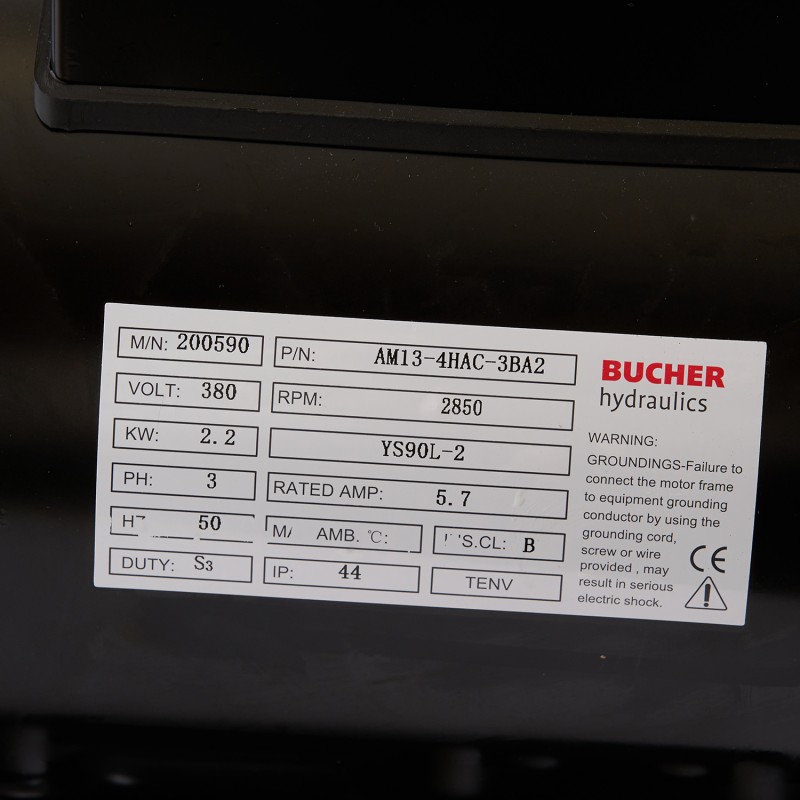 M/N: 200590
P/N: AM13-4HAC-3BA2
VOLT: 380
RPM: 2850
KW: 2.2
YS90L-2
PH: 3
RATED AMP: 5.7
50
AMB. ℃:
S.CL: B
DUTY: S3
IP: 44
TENV
BUCHER
hydraulics
WARNING:
GROUNDINGS-Failure to
connect the motor frame
to equipment grounding
conductor by using the
grounding cord,
screw or wire
provided , may
result in serious
electric shock.
CE